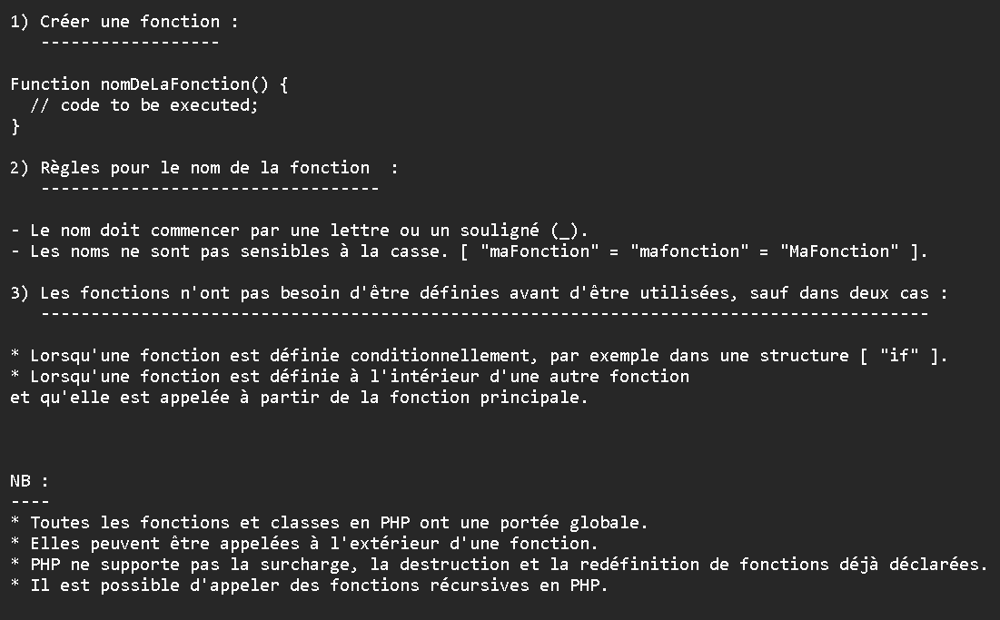 1) Créer une fonction :
------------------
Function nomDeLaFonction() {
// code to be executed;
}
2) Règles pour le nom de la fonction  :
----------------------------------
- Le nom doit commencer par une lettre ou un souligné (_).
- Les noms ne sont pas sensibles à la casse. [ "maFonction" = "mafonction" = "MaFonction" ].
3) Les fonctions n'ont pas besoin d'être définies avant d'être utilisées, sauf dans deux cas :
-----------------------------------------------------------------------------------------
* Lorsqu'une fonction est définie conditionnellement, par exemple dans une structure [ "if" ].
* Lorsqu'une fonction est définie à l'intérieur d'une autre fonction
et qu'elle est appelée à partir de la fonction principale.
NB :
----
* Toutes les fonctions et classes en PHP ont une portée globale.
* Elles peuvent être appelées à l'extérieur d'une fonction.
* PHP ne supporte pas la surcharge, la destruction et la redéfinition de fonctions déjà déclarées.
* Il est possible d'appeler des fonctions récursives en PHP.